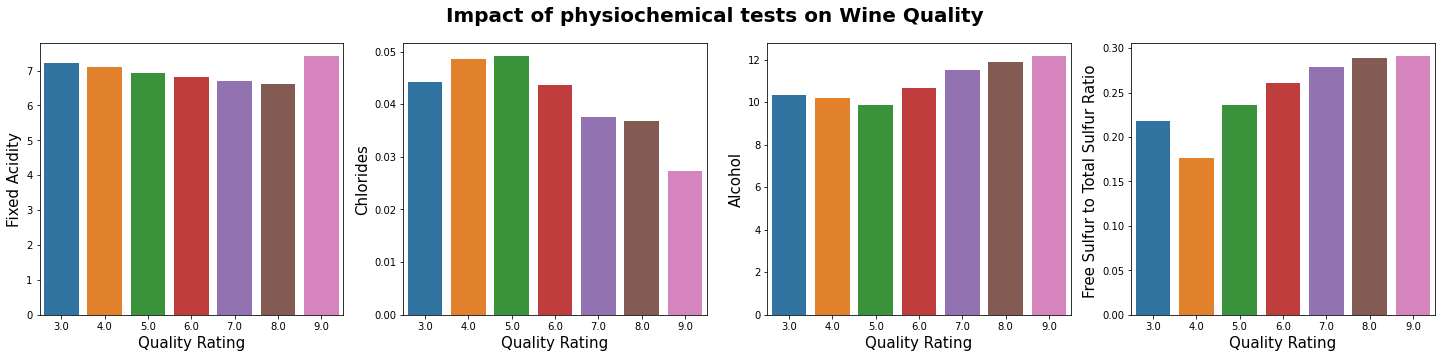 Impact of physiochemical tests on Wine Quality
Fixed Acidity
7
6
5
4
3
2
1
0
3.0 4.0 5.0 6.0 7.0 8.0 9.0
Quality Rating
Chlorides
0.05
0.04
0.03
0.02
0.01
0.00
3.0 4.0 5.0 6.0 7.0 8.0 9.0
Quality Rating
Alcohol
12
10
8
6
4
2
0
3.0 4.0 5.0 6.0 7.0 8.0 9.0
Quality Rating
Free Sulfur to Total Sulfur Ratio
0.30
0.25
0.20
0.15
0.10
0.05
0.00
3.0 4.0 5.0 6.0 7.0 8.0 9.0
Quality Rating